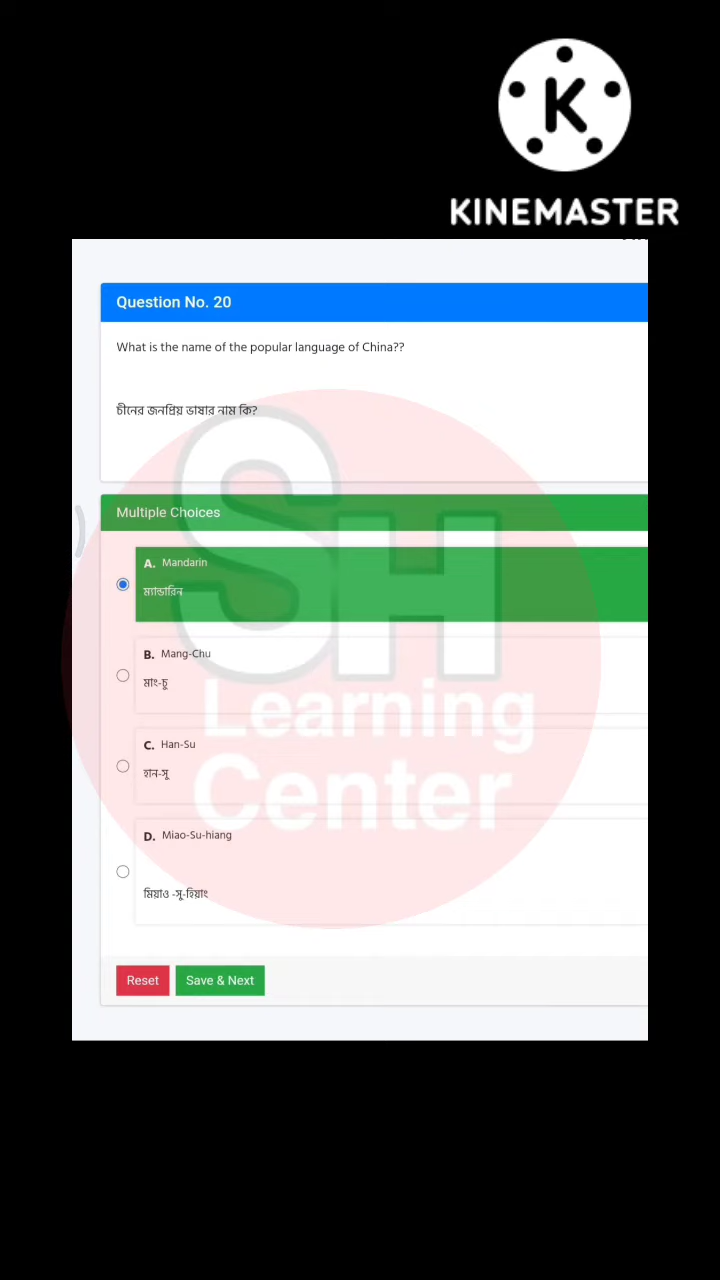 K
KINEMASTER
Question No. 20
What is the name of the popular language of China??
চীনের জনপ্রিয় ভাষার নাম কি?
Multiple Choices
A. Mandarin
ম্যান্ডারিন
B. Mang-Chu
মাং-চু
C. Han-Su
হান-সু
D. Miao-Su-hiang
মিয়াও -সু-হিয়াং
Reset Save & Next
SH
Learning
Center